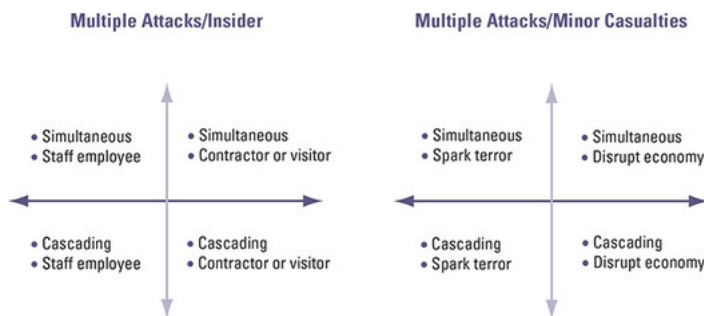 Multiple Attacks/Insider
• Simultaneous
• Staff employee
• Simultaneous
• Contractor or visitor
• Cascading
• Staff employee
• Cascading
• Contractor or visitor
Multiple Attacks/Minor Casualties
• Simultaneous
• Spark terror
• Simultaneous
• Disrupt economy
• Cascading
• Spark terror
• Cascading
• Disrupt economy